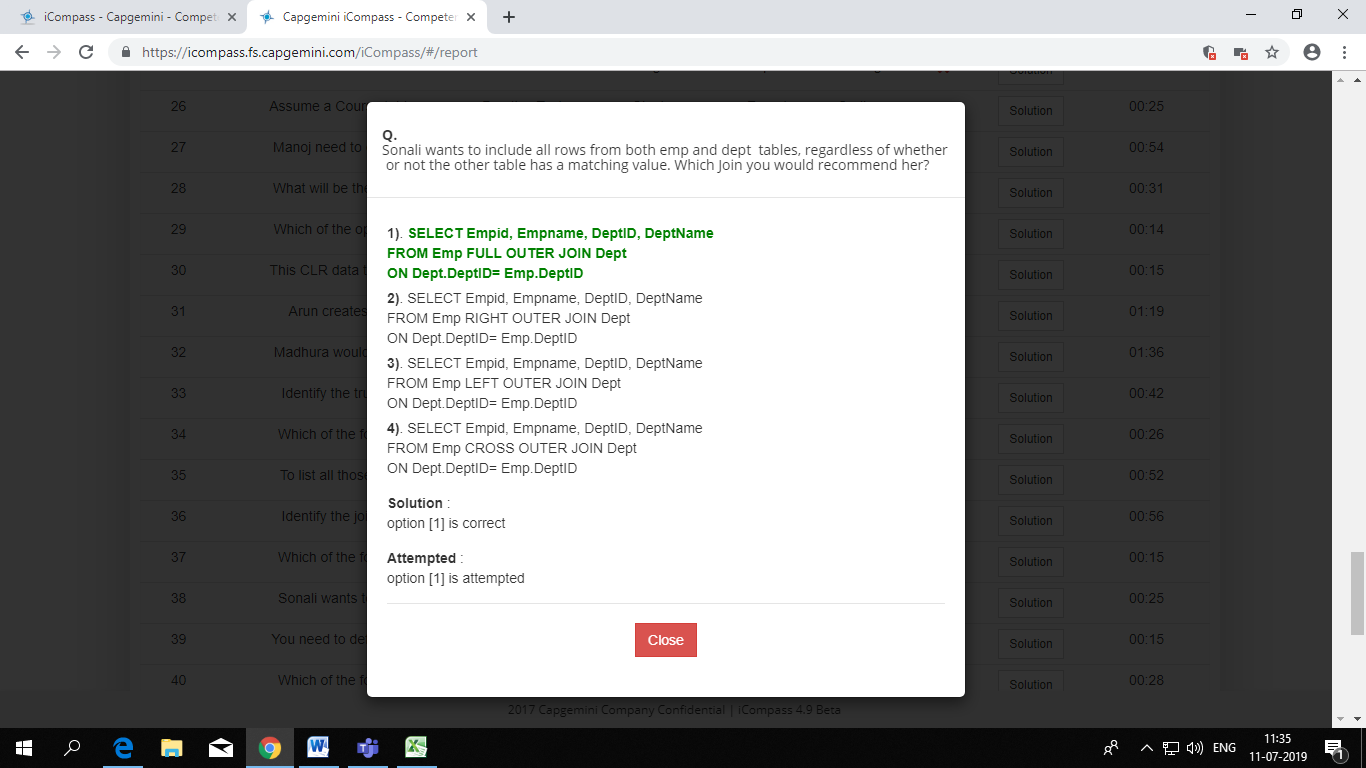 iCompass - Capgemini - Compet
Capgemini iCompass - Competen
https://icompass.fs.capgemini.com/iCompass/#/report
Solution
26 Assume a Cour Solution 00:25
27 Manoj need to Solution 00:54
28 What will be the Solution 00:31
29 Which of the op Solution 00:14
30 This CLR data Solution 00:15
31 Arun creates Solution 01:19
32 Madhura would Solution 01:36
33 Identify the tru Solution 00:42
34 Which of the fo Solution 00:26
35 To list all those Solution 00:52
36 Identify the joi Solution 00:56
37 Which of the fo Solution 00:15
38 Sonali wants t Solution 00:25
39 You need to de Solution 00:15
40 Which of the fo Solution 00:28
Q.
Sonali wants to include all rows from both emp and dept tables, regardless of whether
or not the other table has a matching value. Which Join you would recommend her?
1). SELECT Empid, Empname, DeptID, DeptName
FROM Emp FULL OUTER JOIN Dept
ON Dept.DeptID= Emp.DeptID
2). SELECT Empid, Empname, DeptID, DeptName
FROM Emp RIGHT OUTER JOIN Dept
ON Dept.DeptID= Emp.DeptID
3). SELECT Empid, Empname, DeptID, DeptName
FROM Emp LEFT OUTER JOIN Dept
ON Dept.DeptID= Emp.DeptID
4). SELECT Empid, Empname, DeptID, DeptName
FROM Emp CROSS OUTER JOIN Dept
ON Dept.DeptID= Emp.DeptID
Solution :
option [1] is correct
Attempted :
option [1] is attempted
Close
2017 Capgemini Company Confidential | iCompass 4.9 Beta
ENG
11:35
11-07-2019
1